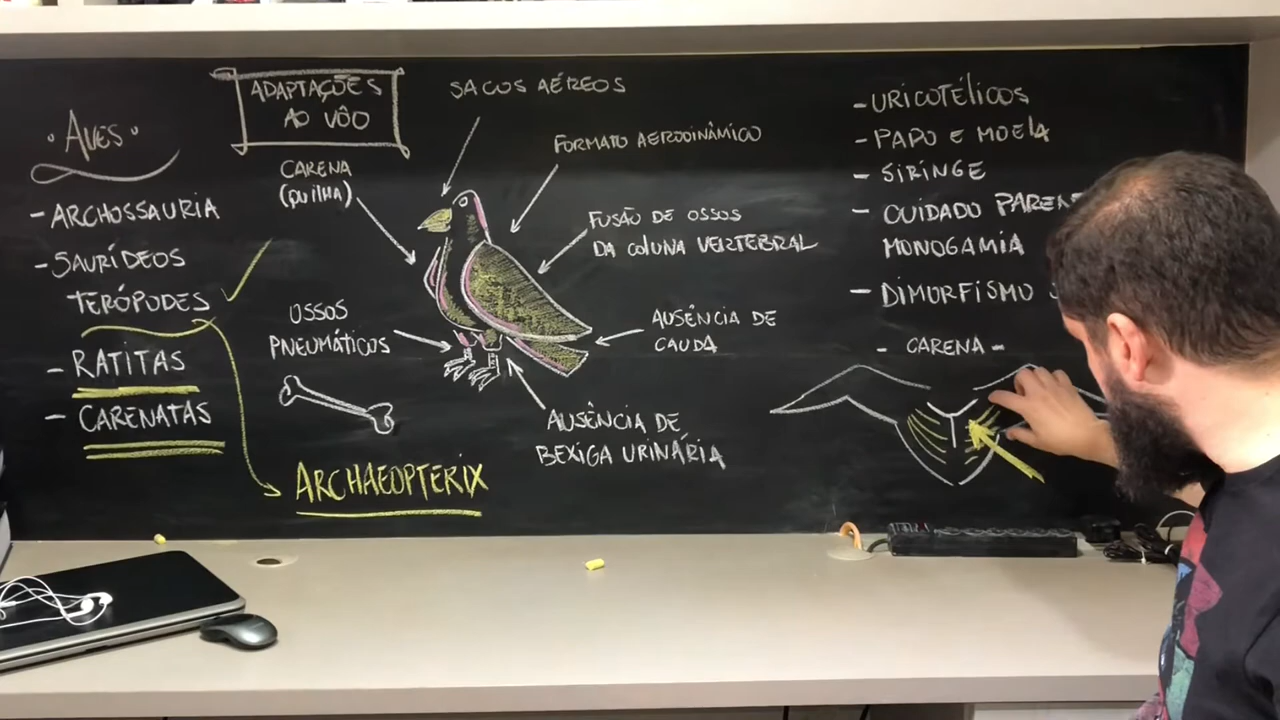 AVES
- ARCHOSSAURIA
- SAURÍDEOS
TERÓPODES
- RATITAS
- CARENATAS
ADAPTAÇÕES
AO VÔO
CARENA
(QUILHA)
OSSOS
PNEUMÁTICOS
ARCHAEOPTERIX
SACOS AÉREOS
FORMATO AERODINÂMICO
FUSÃO DE OSSOS
DA COLUNA VERTEBRAL
AUSÊNCIA DE
CAUDA
AUSÊNCIA DE
BEXIGA URINÁRIA
- URICOTÉLICOS
- PAPO E MOELA
- SIRINGE
- CUIDADO
MONOGAMIA
- DIMORFISMO
- CARENA -